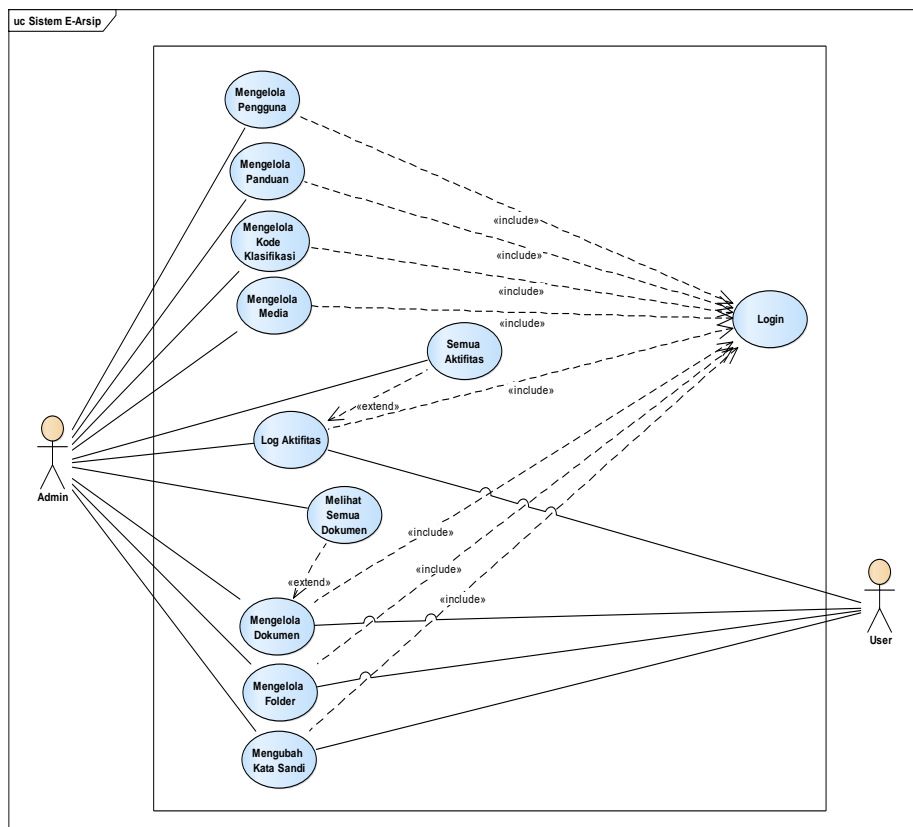 uc Sistem E-Arsip
Mengelola
Pengguna
Mengelola
Panduan
«include»
Mengelola
Kode
Klasifikasi
«include»
«include»
Mengelola
Media
«include»
Login
Semua
Aktifitas
«include»
«extend»
Log Aktifitas
Admin
Melihat
Semua
Dokumen
«include»
«include»
«extend»
«include»
Mengelola
Dokumen
User
Mengelola
Folder
Mengubah
Kata Sandi